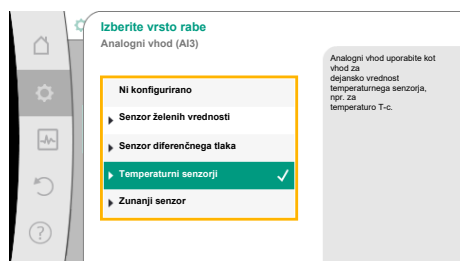 Izberite vrsto rabe
Analogni vhod (AI3)
Ni konfigurirano
Senzor želenih vrednosti
Senzor diferenčnega tlaka
Temperaturni senzorji
Zunanji senzor
Analogni vhod uporabite kot
vhod za
dejansko vrednost
temperaturnega senzorja,
npr. za
temperaturo T-c.
?